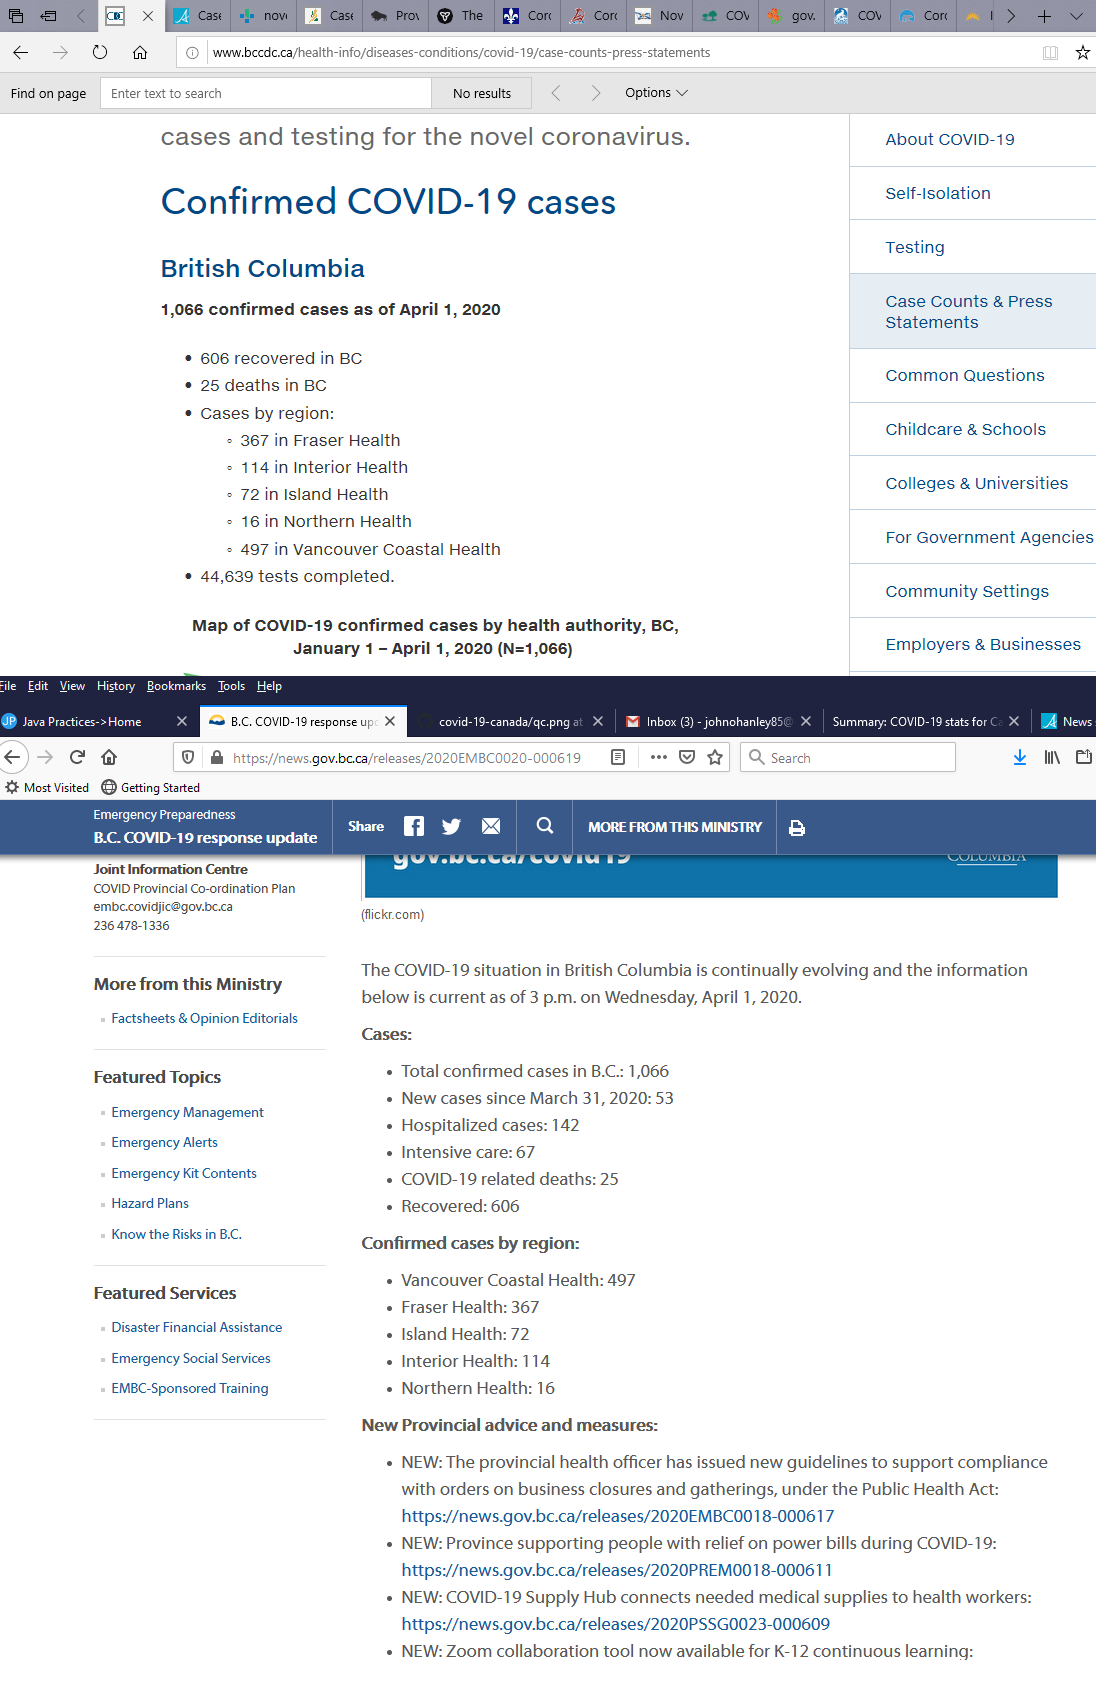 Case
nov
Case
Prov
The
Corc
Corc
Nov
COV
gov.
COV
Corc
www.bccdc.ca/health-info/diseases-conditions/covid-19/case-counts-press-statements
Find on page
Enter text to search
No results
Options
cases and testing for the novel coronavirus.
Confirmed COVID-19 cases
British Columbia
1,066 confirmed cases as of April 1, 2020
• 606 recovered in BC
• 25 deaths in BC
• Cases by region:
◦ 367 in Fraser Health
◦ 114 in Interior Health
◦ 72 in Island Health
◦ 16 in Northern Health
◦ 497 in Vancouver Coastal Health
• 44,639 tests completed.
Map of COVID-19 confirmed cases by health authority, BC,
January 1 – April 1, 2020 (N=1,066)
About COVID-19
Self-Isolation
Testing
Case Counts & Press
Statements
Common Questions
Childcare & Schools
Colleges & Universities
For Government Agencies
Community Settings
Employers & Businesses
File Edit View History Bookmarks Tools Help
JP Java Practices->Home
B.C. COVID-19 response upd
covid-19-canada/qc.png at
Inbox (3) - johnohanley85@
Summary: COVID-19 stats for Ca
News
https://news.gov.bc.ca/releases/2020EMBC0020-000619
Search
Most Visited
Getting Started
Emergency Preparedness
B.C. COVID-19 response update
Share
MORE FROM THIS MINISTRY
gov.bc.ca/covid19
COLUMBIA
(flickr.com)
Joint Information Centre
COVID Provincial Co-ordination Plan
embc.covidjic@gov.bc.ca
236 478-1336
More from this Ministry
Factsheets & Opinion Editorials
Featured Topics
Emergency Management
Emergency Alerts
Emergency Kit Contents
Hazard Plans
Know the Risks in B.C.
Featured Services
Disaster Financial Assistance
Emergency Social Services
EMBC-Sponsored Training
The COVID-19 situation in British Columbia is continually evolving and the information
below is current as of 3 p.m. on Wednesday, April 1, 2020.
Cases:
• Total confirmed cases in B.C.: 1,066
• New cases since March 31, 2020: 53
• Hospitalized cases: 142
• Intensive care: 67
• COVID-19 related deaths: 25
• Recovered: 606
Confirmed cases by region:
• Vancouver Coastal Health: 497
• Fraser Health: 367
• Island Health: 72
• Interior Health: 114
• Northern Health: 16
New Provincial advice and measures:
• NEW: The provincial health officer has issued new guidelines to support compliance
with orders on business closures and gatherings, under the Public Health Act:
https://news.gov.bc.ca/releases/2020EMBC0018-000617
• NEW: Province supporting people with relief on power bills during COVID-19:
https://news.gov.bc.ca/releases/2020PREM0018-000611
• NEW: COVID-19 Supply Hub connects needed medical supplies to health workers:
https://news.gov.bc.ca/releases/2020PSSG0023-000609
• NEW: Zoom collaboration tool now available for K-12 continuous learning: